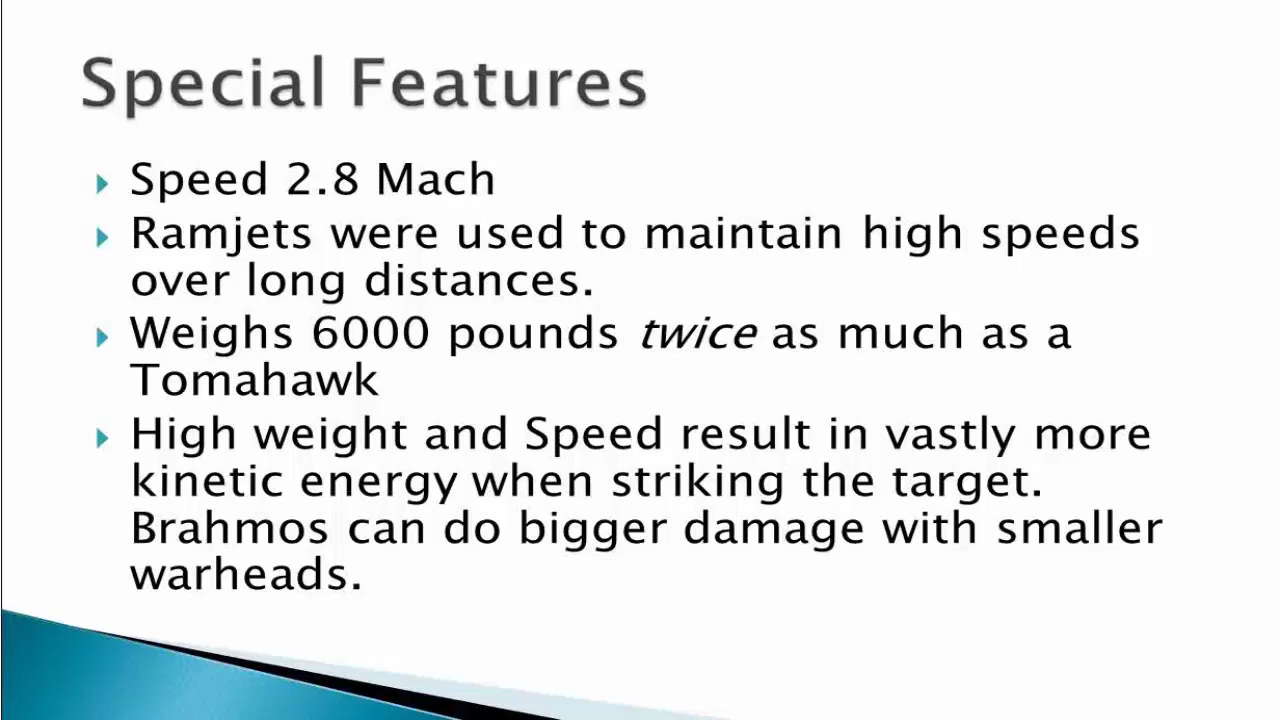 Special Features
Speed 2.8 Mach
Ramjets were used to maintain high speeds
over long distances.
Weighs 6000 pounds twice as much as a
Tomahawk
High weight and Speed result in vastly more
kinetic energy when striking the target.
Brahmos can do bigger damage with smaller
warheads.